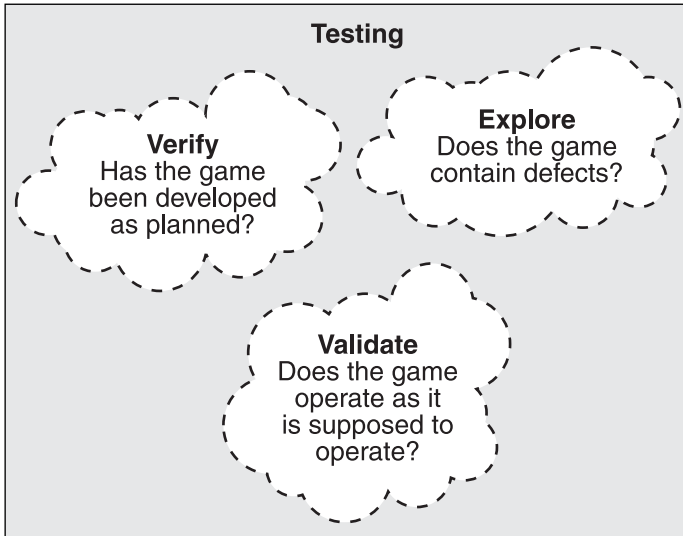 Testing
Verify
Has the game
been developed
as planned?
Explore
Does the game
contain defects?
Validate
Does the game
operate as it
is supposed to
operate?